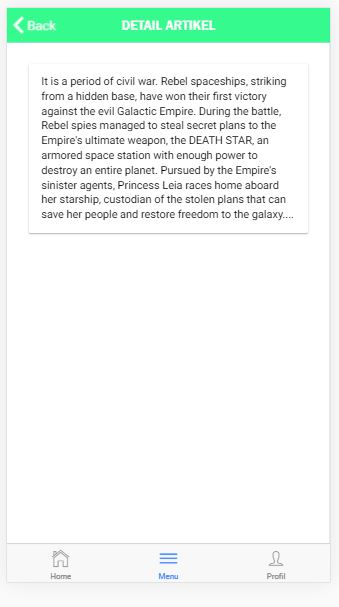 Back
DETAIL ARTIKEL
It is a period of civil war. Rebel spaceships, striking
from a hidden base, have won their first victory
against the evil Galactic Empire. During the battle,
Rebel spies managed to steal secret plans to the
Empire's ultimate weapon, the DEATH STAR, an
armored space station with enough power to
destroy an entire planet. Pursued by the Empire's
sinister agents, Princess Leia races home aboard
her starship, custodian of the stolen plans that can
save her people and restore freedom to the galaxy....
Home
Menu
Profil